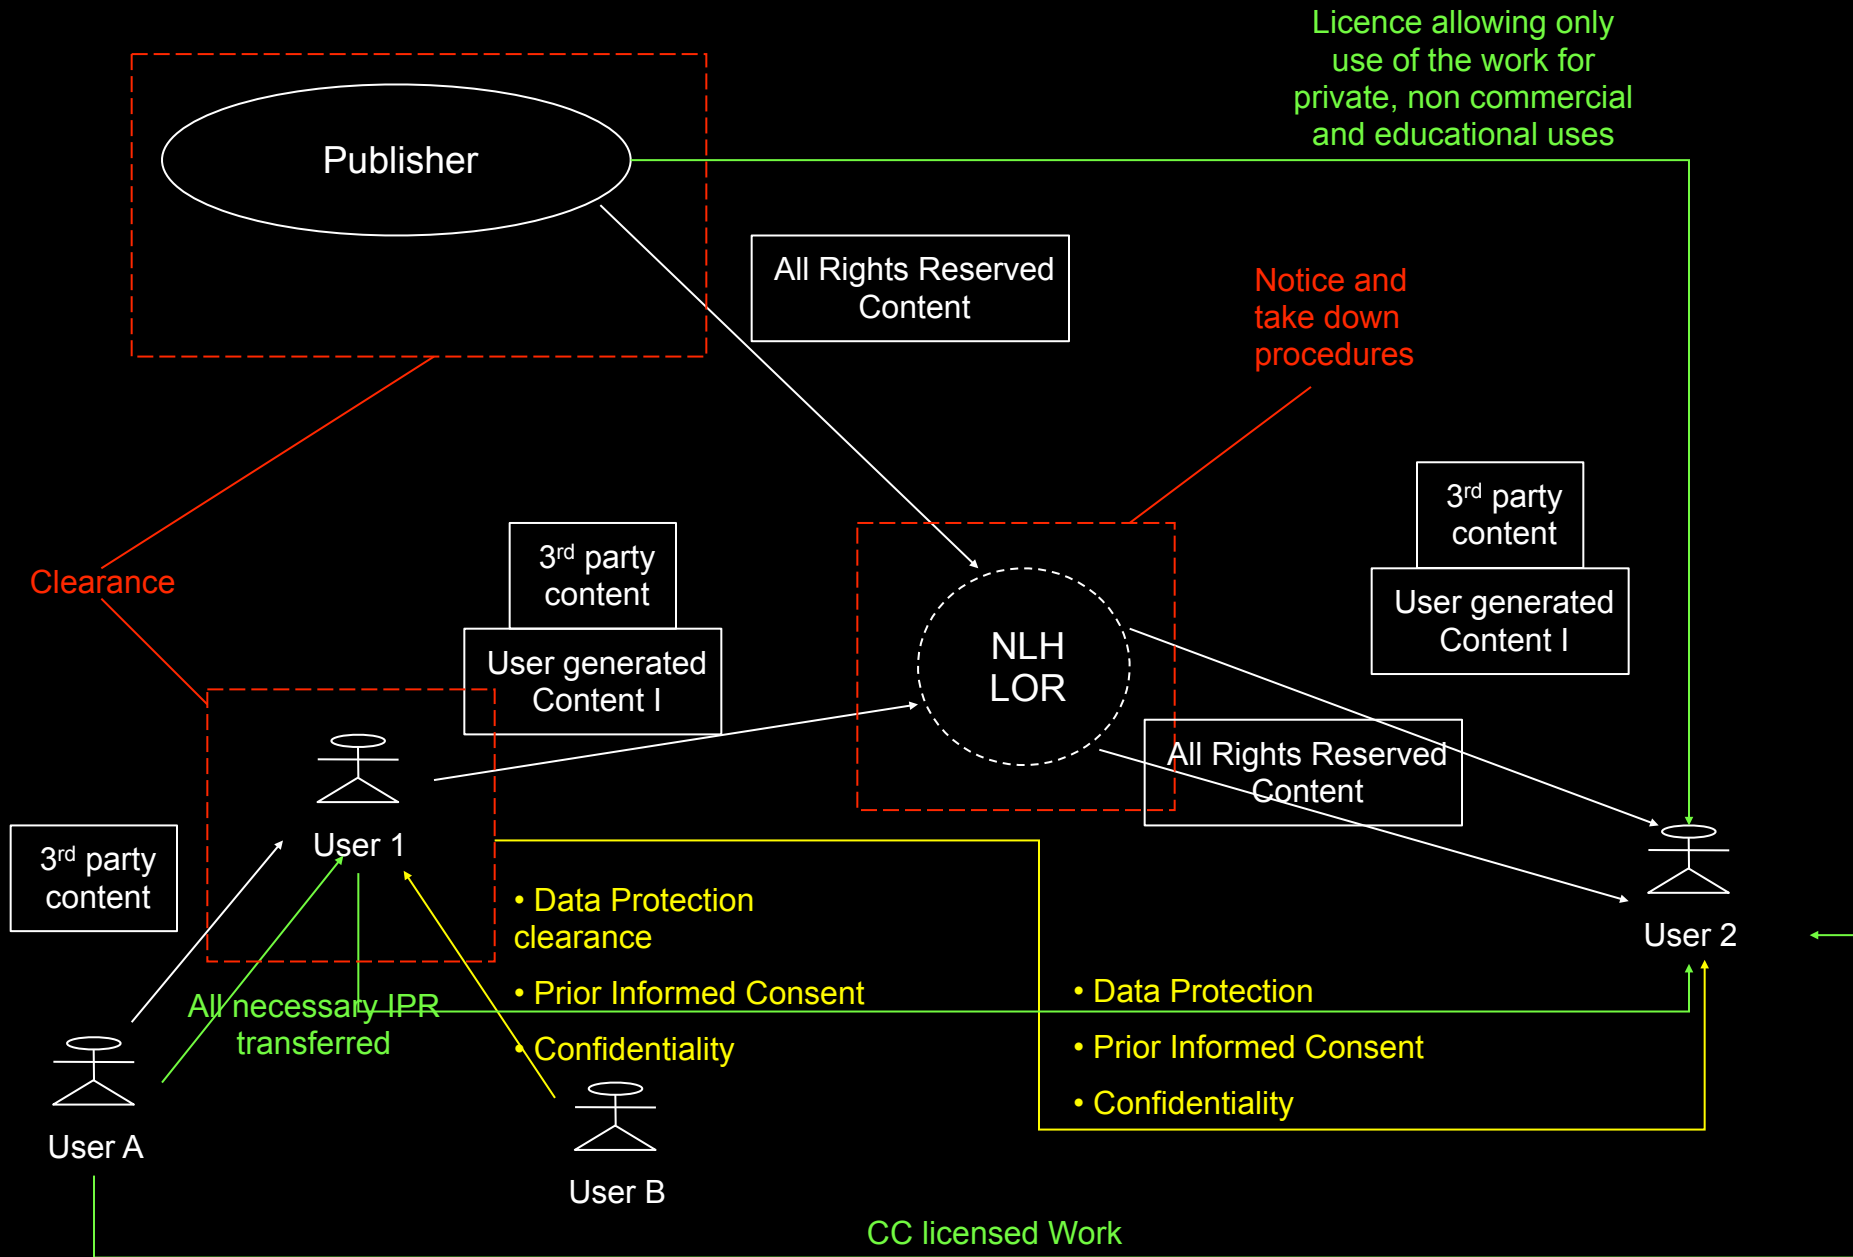 Licence allowing only
use of the work for
private, non commercial
and educational uses
Publisher
All Rights Reserved
Content
Notice and
take down
procedures
3rd party
content
User generated
Content I
Clearance
3rd party
content
User generated
Content I
NLH
LOR
All Rights Reserved
Content
3rd party
content
User 1
• Data Protection
clearance
• Prior Informed Consent
• Confidentiality
User 2
All necessary IPR
transferred
• Data Protection
• Prior Informed Consent
• Confidentiality
User A
User B
CC licensed Work